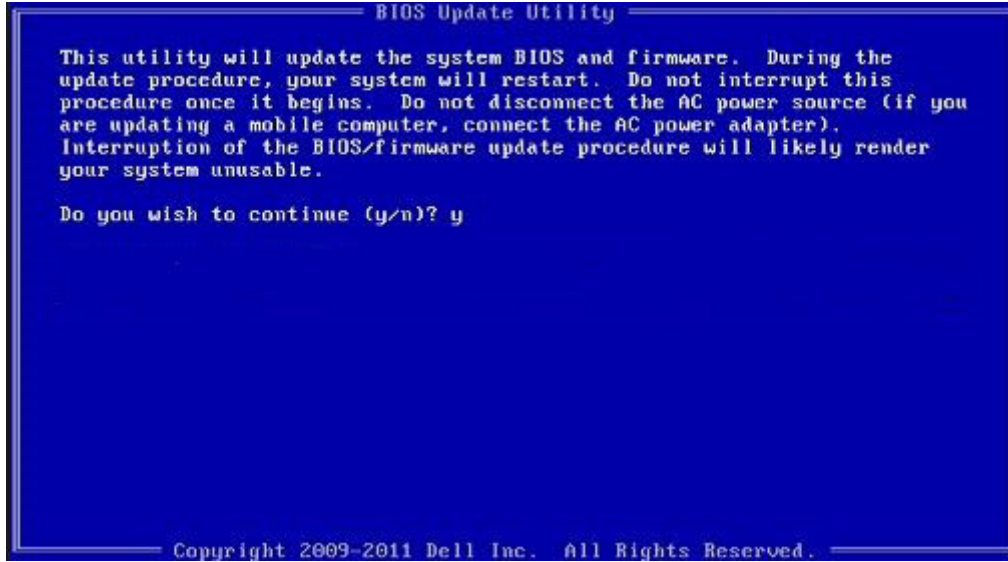 BIOS Update Utility
This utility will update the system BIOS and firmware. During the
update procedure, your system will restart. Do not interrupt this
procedure once it begins. Do not disconnect the AC power source (if you
are updating a mobile computer, connect the AC power adapter).
Interruption of the BIOS/firmware update procedure will likely render
your system unusable.
Do you wish to continue (y/n)? y
Copyright 2009-2011 Dell Inc. All Rights Reserved.